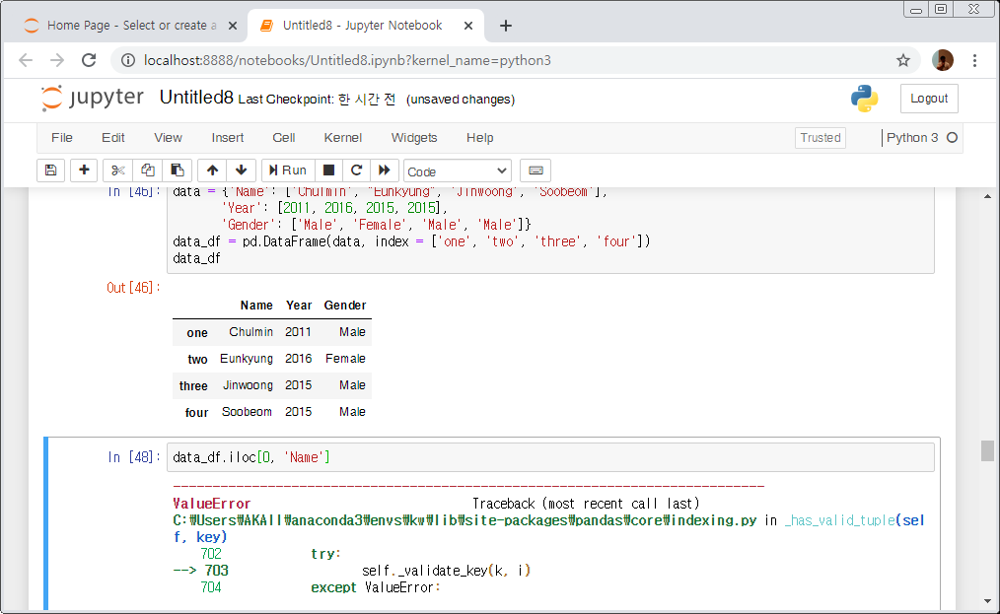 Home Page - Select or create a
Untitled8 - Jupyter Notebook
localhost:8888/notebooks/Untitled8.ipynb?kernel_name=python3
jupyter Untitled8 Last Checkpoint: 한 시간 전 (unsaved changes)
Logout
File Edit View Insert Cell Kernel Widgets Help Trusted Python 3
Run Code
In [46]: data = {'Name': ['Chulmin', "Eunkyung", 'Jinwoong', 'Soobeom'],
'Year': [2011, 2016, 2015, 2015],
'Gender': ['Male', 'Female', 'Male', 'Male']}
data_df = pd.DataFrame(data, index = ['one', 'two', 'three', 'four'])
data_df
Out[46]:
Name Year Gender
one Chulmin 2011 Male
two Eunkyung 2016 Female
three Jinwoong 2015 Male
four Soobeom 2015 Male
In [48]: data_df.iloc[0, 'Name']
---------------------------------------------------------------------------
ValueError Traceback (most recent call last)
C:₩Users₩AKAII₩anaconda3₩envs₩kw₩lib₩site-packages₩pandas₩core₩indexing.py in _has_valid_tuple(sel
f, key)
702 try:
--> 703 self._validate_key(k, i)
704 except ValueError: